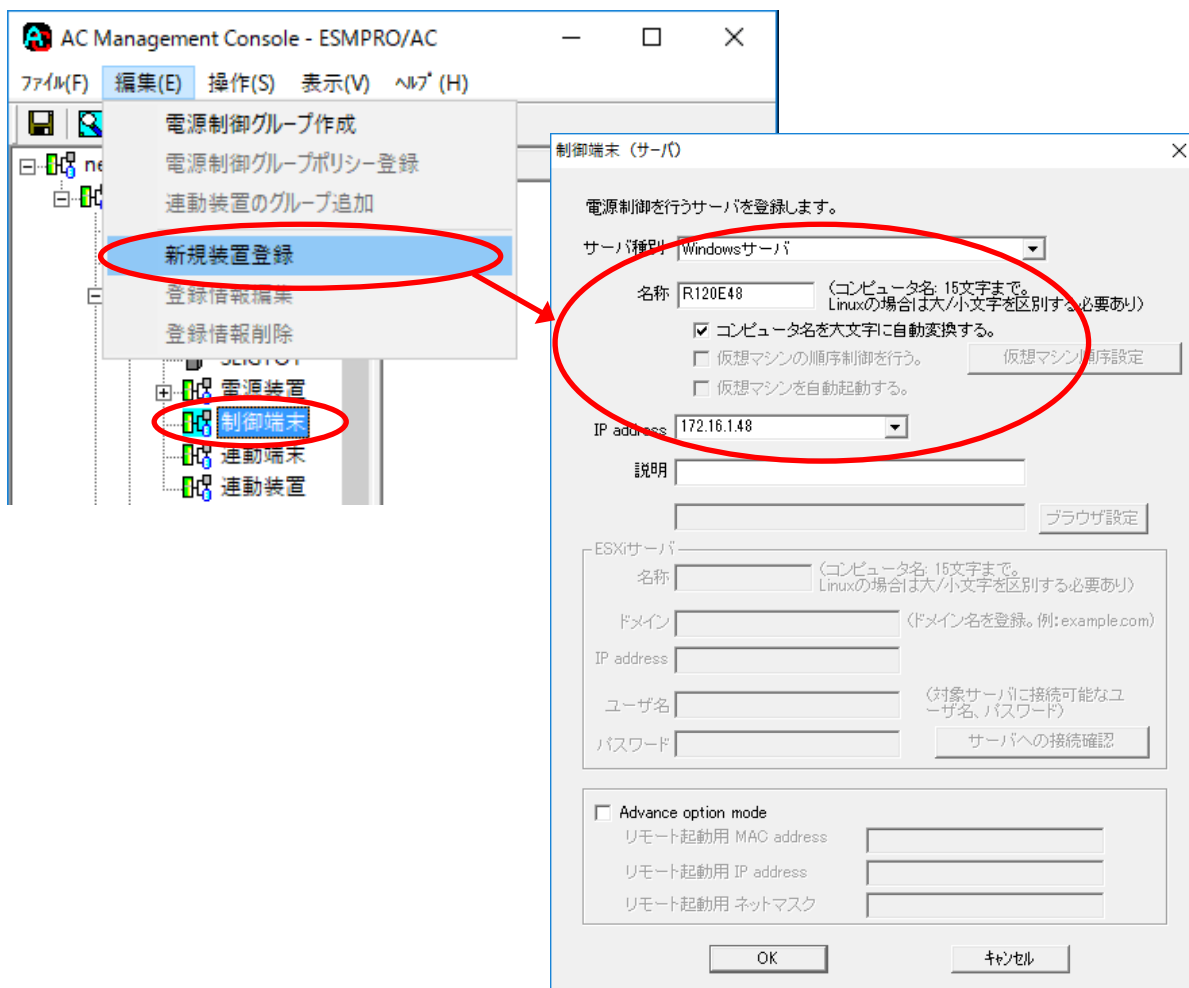 AC Management Console - ESMPRO/AC
ファイル(F) 編集(E) 操作(S) 表示(V) ヘルプ(H)
電源制御グループ作成
電源制御グループポリシー登録
連動装置のグループ追加
新規装置登録
登録情報編集
登録情報削除
ne
電源装置
制御端末
連動端末
連動装置
制御端末（サーバ）
電源制御を行うサーバを登録します。
サーバ種別 Windowsサーバ
名称 R120E48 （コンピュータ名: 15文字まで。
Linuxの場合は大/小文字を区別する必要あり）
コンピュータ名を大文字に自動変換する。
仮想マシンの順序制御を行う。 仮想マシン順序設定
仮想マシンを自動起動する。
IP address 172.16.1.48
説明
ブラウザ設定
ESXiサーバ
名称 （コンピュータ名: 15文字まで。
Linuxの場合は大/小文字を区別する必要あり）
ドメイン （ドメイン名を登録。例：example.com）
IP address
ユーザ名 （対象サーバに接続可能なユ
ーザ名、パスワード）
パスワード サーバへの接続確認
Advance option mode
リモート起動用 MAC address
リモート起動用 IP address
リモート起動用 ネットマスク
OK キャンセル